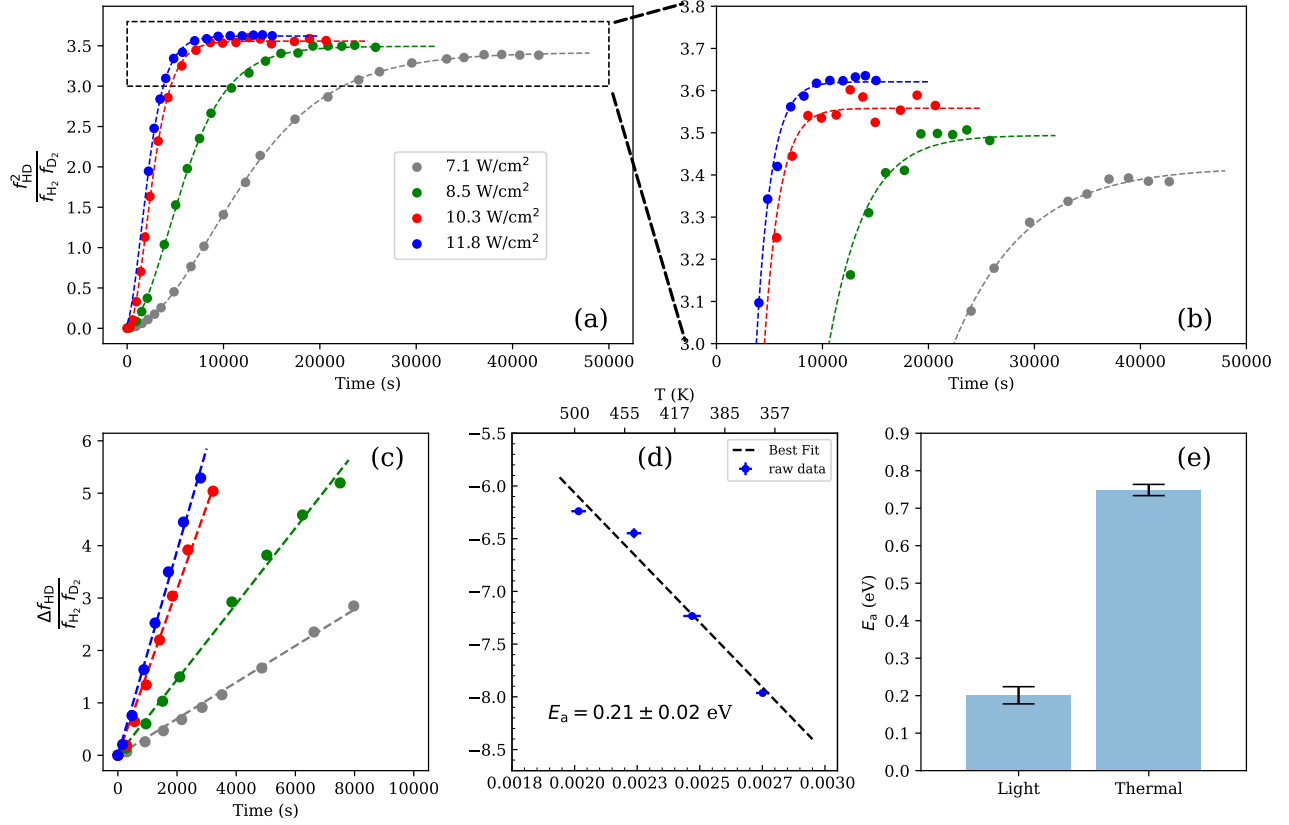 3.5
3.0
2.5
2.0
1.5
1.0
0.5
0.0
f²HD
fH₂ fD₂
7.1 W/cm²
8.5 W/cm²
10.3 W/cm²
11.8 W/cm²
(a)
0 10000 20000 30000 40000 50000
Time (s)
3.8
3.7
3.6
3.5
3.4
3.3
3.2
3.1
3.0
(b)
0 10000 20000 30000 40000 50000
Time (s)
6
5
4
3
2
1
0
ΔfHD
fH₂ fD₂
(c)
0 2000 4000 6000 8000 10000
Time (s)
T (K)
500 455 417 385 357
−5.5
−6.0
−6.5
−7.0
−7.5
−8.0
−8.5
(d)
Best Fit
raw data
Eₐ = 0.21 ± 0.02 eV
0.0018 0.0020 0.0023 0.0025 0.0027 0.0030
0.9
0.8
0.7
0.6
0.5
0.4
0.3
0.2
0.1
0.0
Eₐ (eV)
(e)
Light Thermal